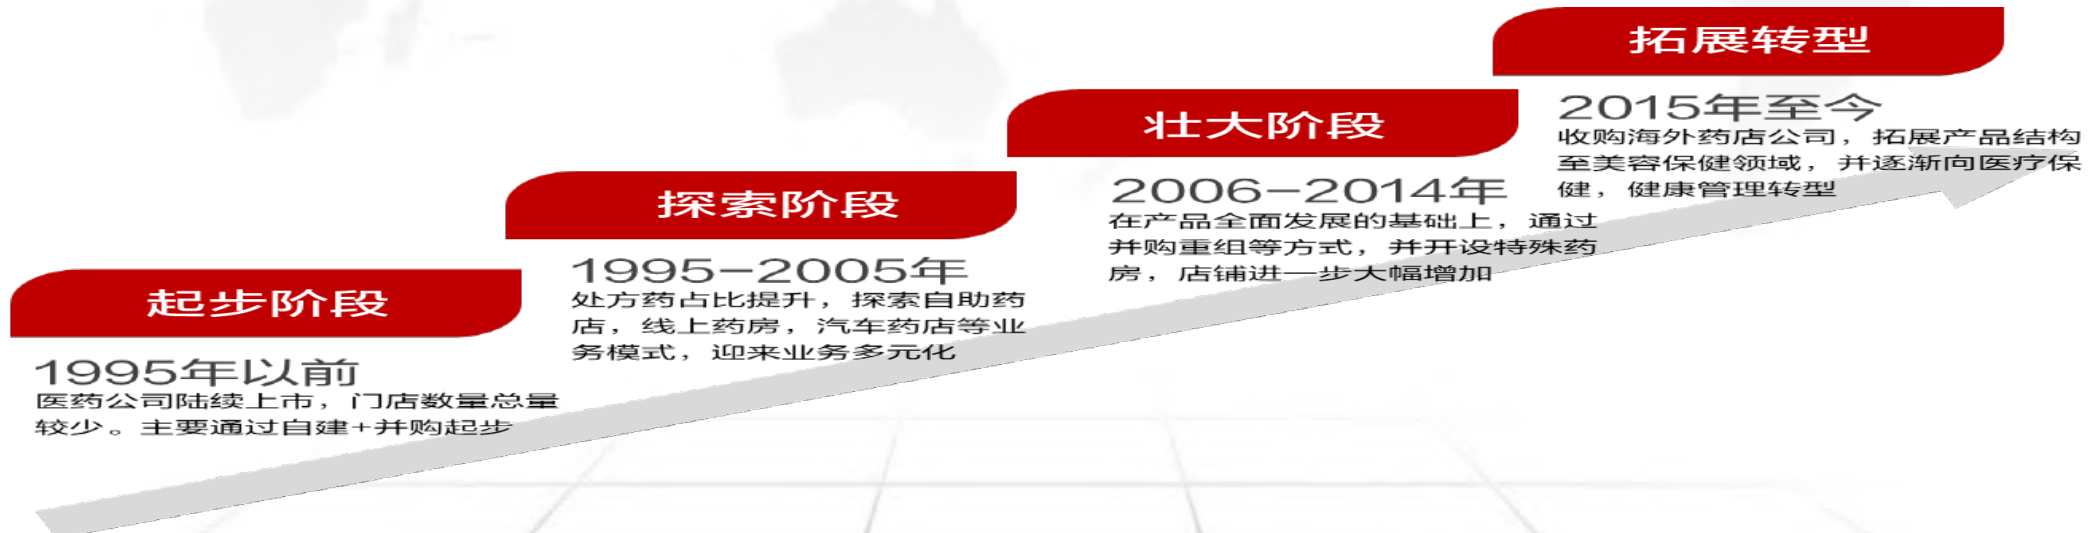 起步阶段
1995年以前
医药公司陆续上市，门店数量总量
较少。主要通过自建+并购起步
探索阶段
1995-2005年
处方药占比提升，探索自助药
店，线上药房，汽车药店等业
务模式，迎来业务多元化
壮大阶段
2006-2014年
在产品全面发展的基础上，通过
并购重组等方式，并开设特殊药
房，店铺进一步大幅增加
拓展转型
2015年至今
收购海外药店公司，拓展产品结构
至美容保健领域，并逐渐向医疗保
健，健康管理转型